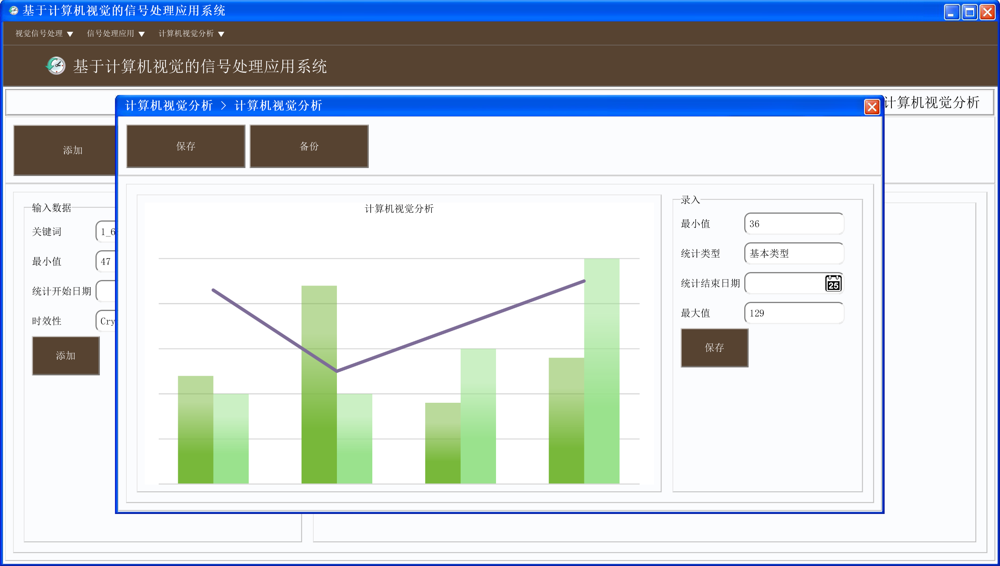 基于计算机视觉的信号处理应用系统
视觉信号处理 ▼ 信号处理应用 ▼ 计算机视觉分析 ▼
基于计算机视觉的信号处理应用系统
计算机视觉分析
计算机视觉分析 > 计算机视觉分析
添加
保存 备份
输入数据
关键词 1_6
最小值 47
统计开始日期
时效性 Cry
添加
计算机视觉分析
录入
最小值 36
统计类型 基本类型
统计结束日期 25
最大值 129
保存